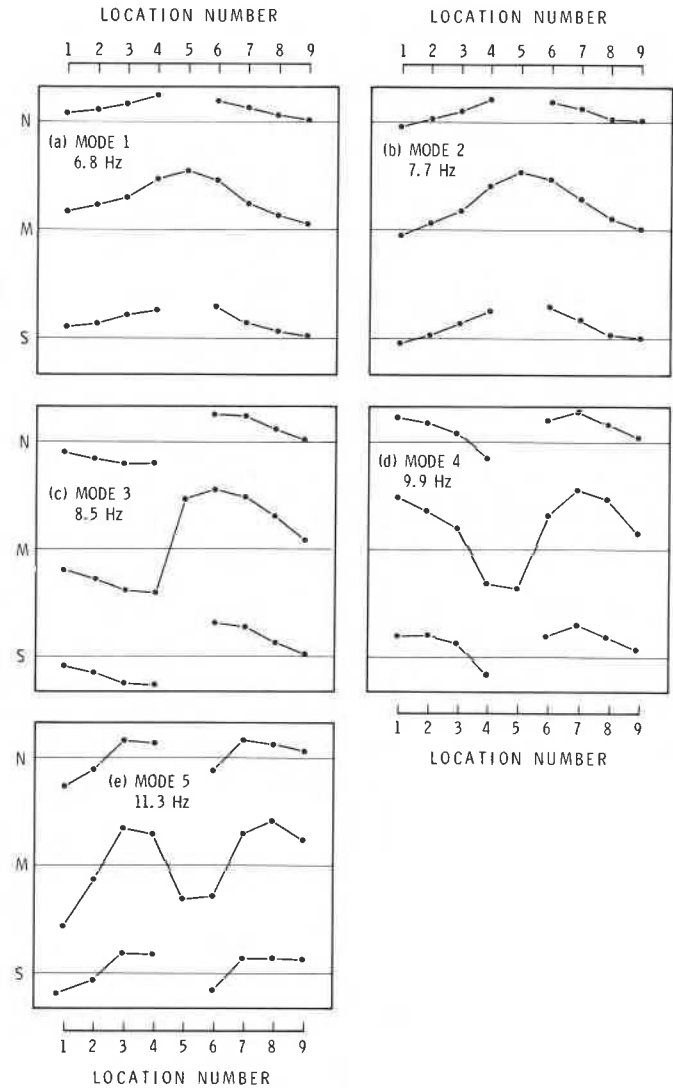 LOCATION NUMBER
1 2 3 4 5 6 7 8 9
LOCATION NUMBER
1 2 3 4 5 6 7 8 9
N
(a) MODE 1
6.8 Hz
M
S
(b) MODE 2
7.7 Hz
N
(c) MODE 3
8.5 Hz
M
S
(d) MODE 4
9.9 Hz
1 2 3 4 5 6 7 8 9
LOCATION NUMBER
N
(e) MODE 5
11.3 Hz
M
S
1 2 3 4 5 6 7 8 9
LOCATION NUMBER